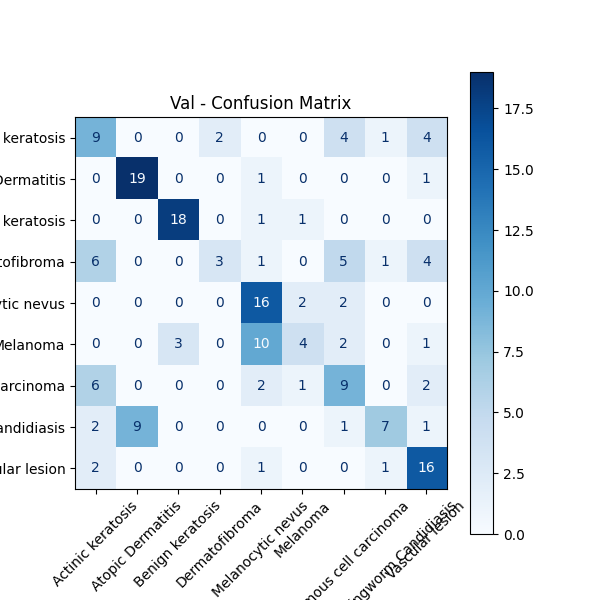 Val - Confusion Matrix
keratosis 9 0 0 2 0 0 4 1 4
Dermatitis 0 19 0 0 1 0 0 0 1
keratosis 0 0 18 0 1 1 0 0 0
tofibroma 6 0 0 3 1 0 5 1 4
tic nevus 0 0 0 0 16 2 2 0 0
Melanoma 0 0 3 0 10 4 2 0 1
arcinoma 6 0 0 0 2 1 9 0 2
andidiasis 2 9 0 0 0 0 1 7 1
ular lesion 2 0 0 0 1 0 0 1 16
Actinic keratosis
Atopic Dermatitis
Benign keratosis
Dermatofibroma
Melanocytic nevus
Melanoma
mous cell carcinoma
ngworm Candidiasis
Vascular lesion
17.5
15.0
12.5
10.0
7.5
5.0
2.5
0.0